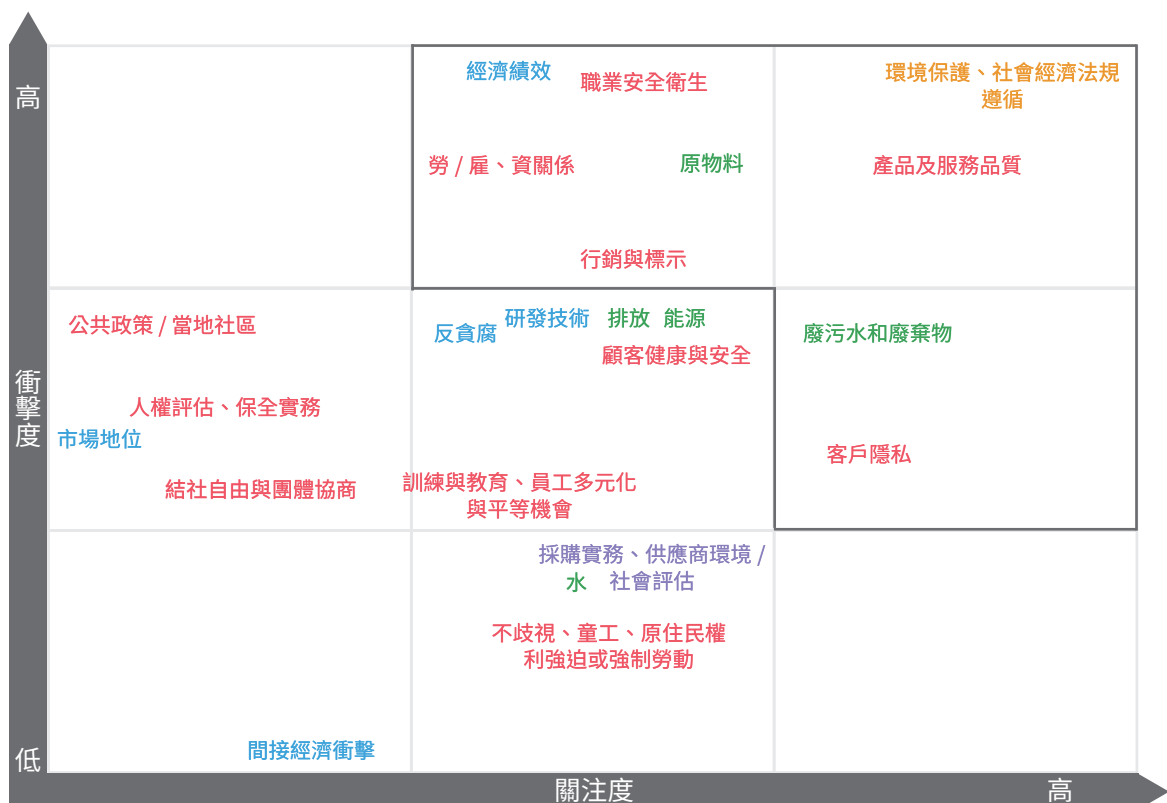 高
經濟績效
職業安全衛生
環境保護、社會經濟法規
遵循
勞 / 雇、資關係
原物料
產品及服務品質
行銷與標示
公共政策 / 當地社區
反貪腐
研發技術
排放
能源
顧客健康與安全
廢污水和廢棄物
衝擊度
人權評估、保全實務
市場地位
客戶隱私
結社自由與團體協商
訓練與教育、員工多元化
與平等機會
採購實務、供應商環境 /
水
社會評估
不歧視、童工、原住民權
利強迫或強制勞動
間接經濟衝擊
低
關注度
高